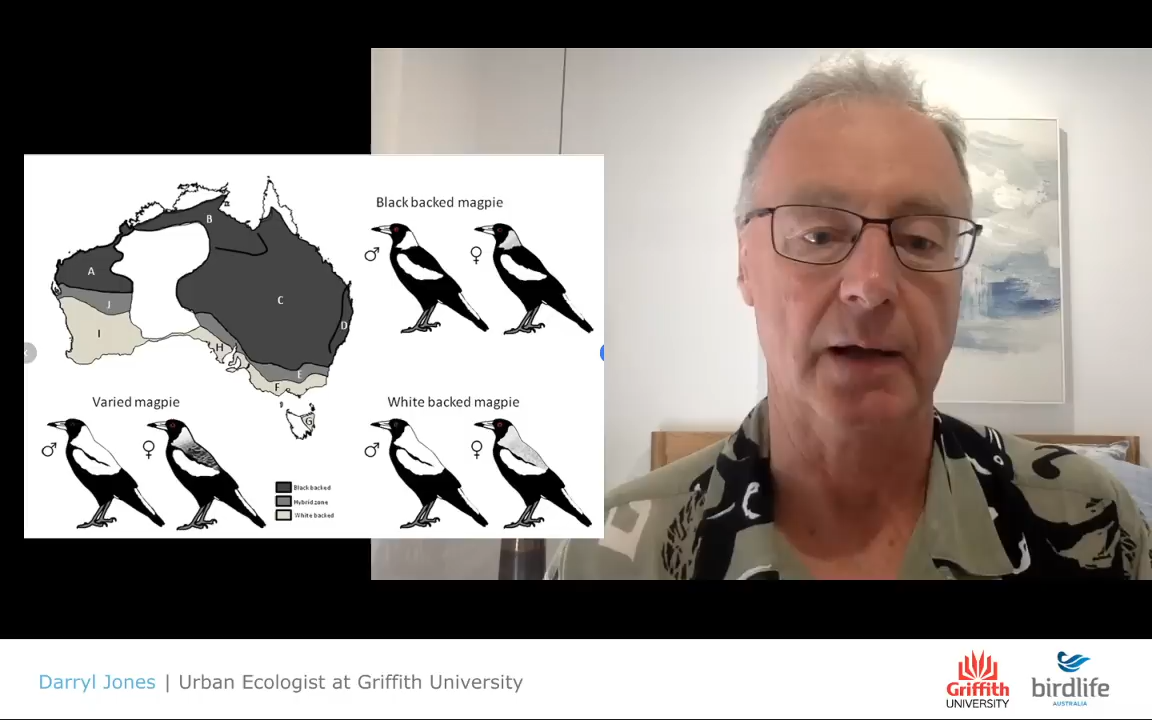 Black backed magpie
B
A
J
C
I
D
H
E
F
G
Varied magpie
White backed magpie
Black backed
Hybrid zone
White backed
Darryl Jones | Urban Ecologist at Griffith University
Griffith
UNIVERSITY
birdlife
AUSTRALIA